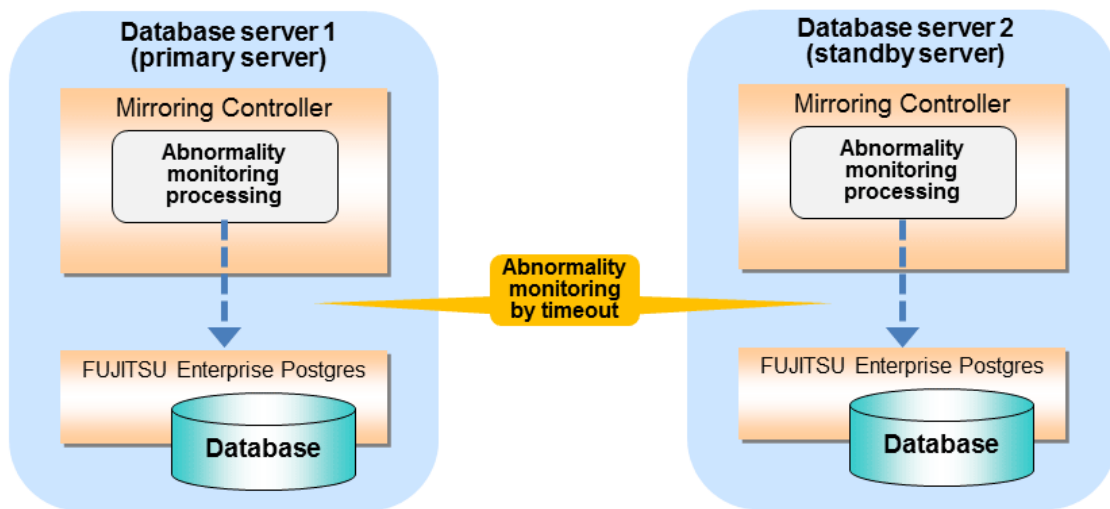 Database server 1
(primary server)
Mirroring Controller
Abnormality
monitoring
processing
FUJITSU Enterprise Postgres
Database
Abnormality
monitoring
by timeout
Database server 2
(standby server)
Mirroring Controller
Abnormality
monitoring
processing
FUJITSU Enterprise Postgres
Database